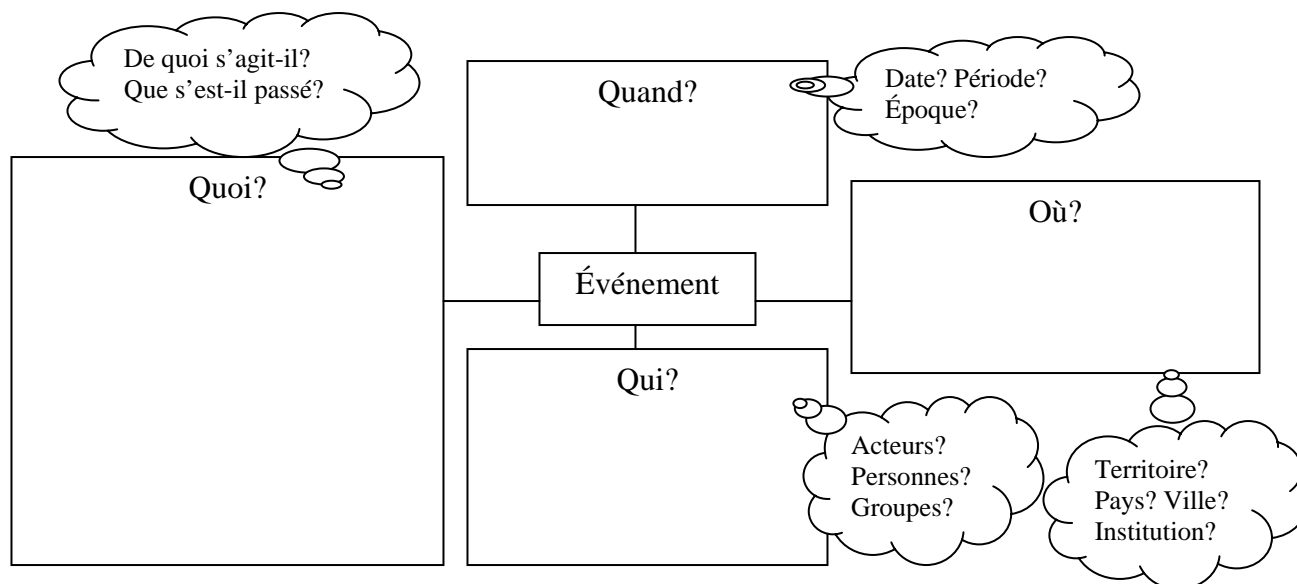 De quoi s'agit-il?
Que s'est-il passé?
Quand?
Date? Période?
Époque?
Quoi?
Où?
Événement
Qui?
Acteurs?
Personnes?
Groupes?
Territoire?
Pays? Ville?
Institution?